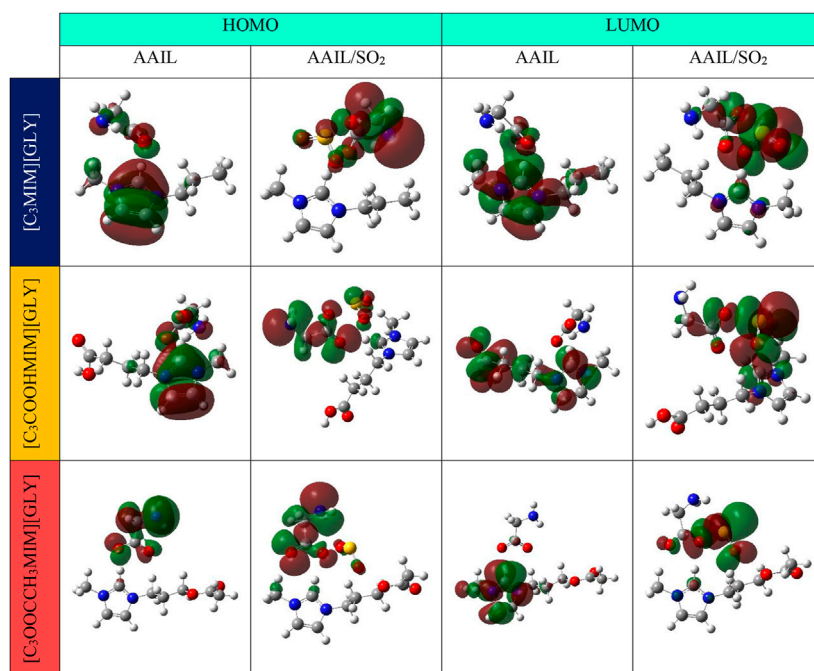 HOMO LUMO
AAIL AAIL/SO₂ AAIL AAIL/SO₂
[C₃MIM][GLY]
[C₃COOHMIM][GLY]
[C₃OOCCH₃MIM][GLY]